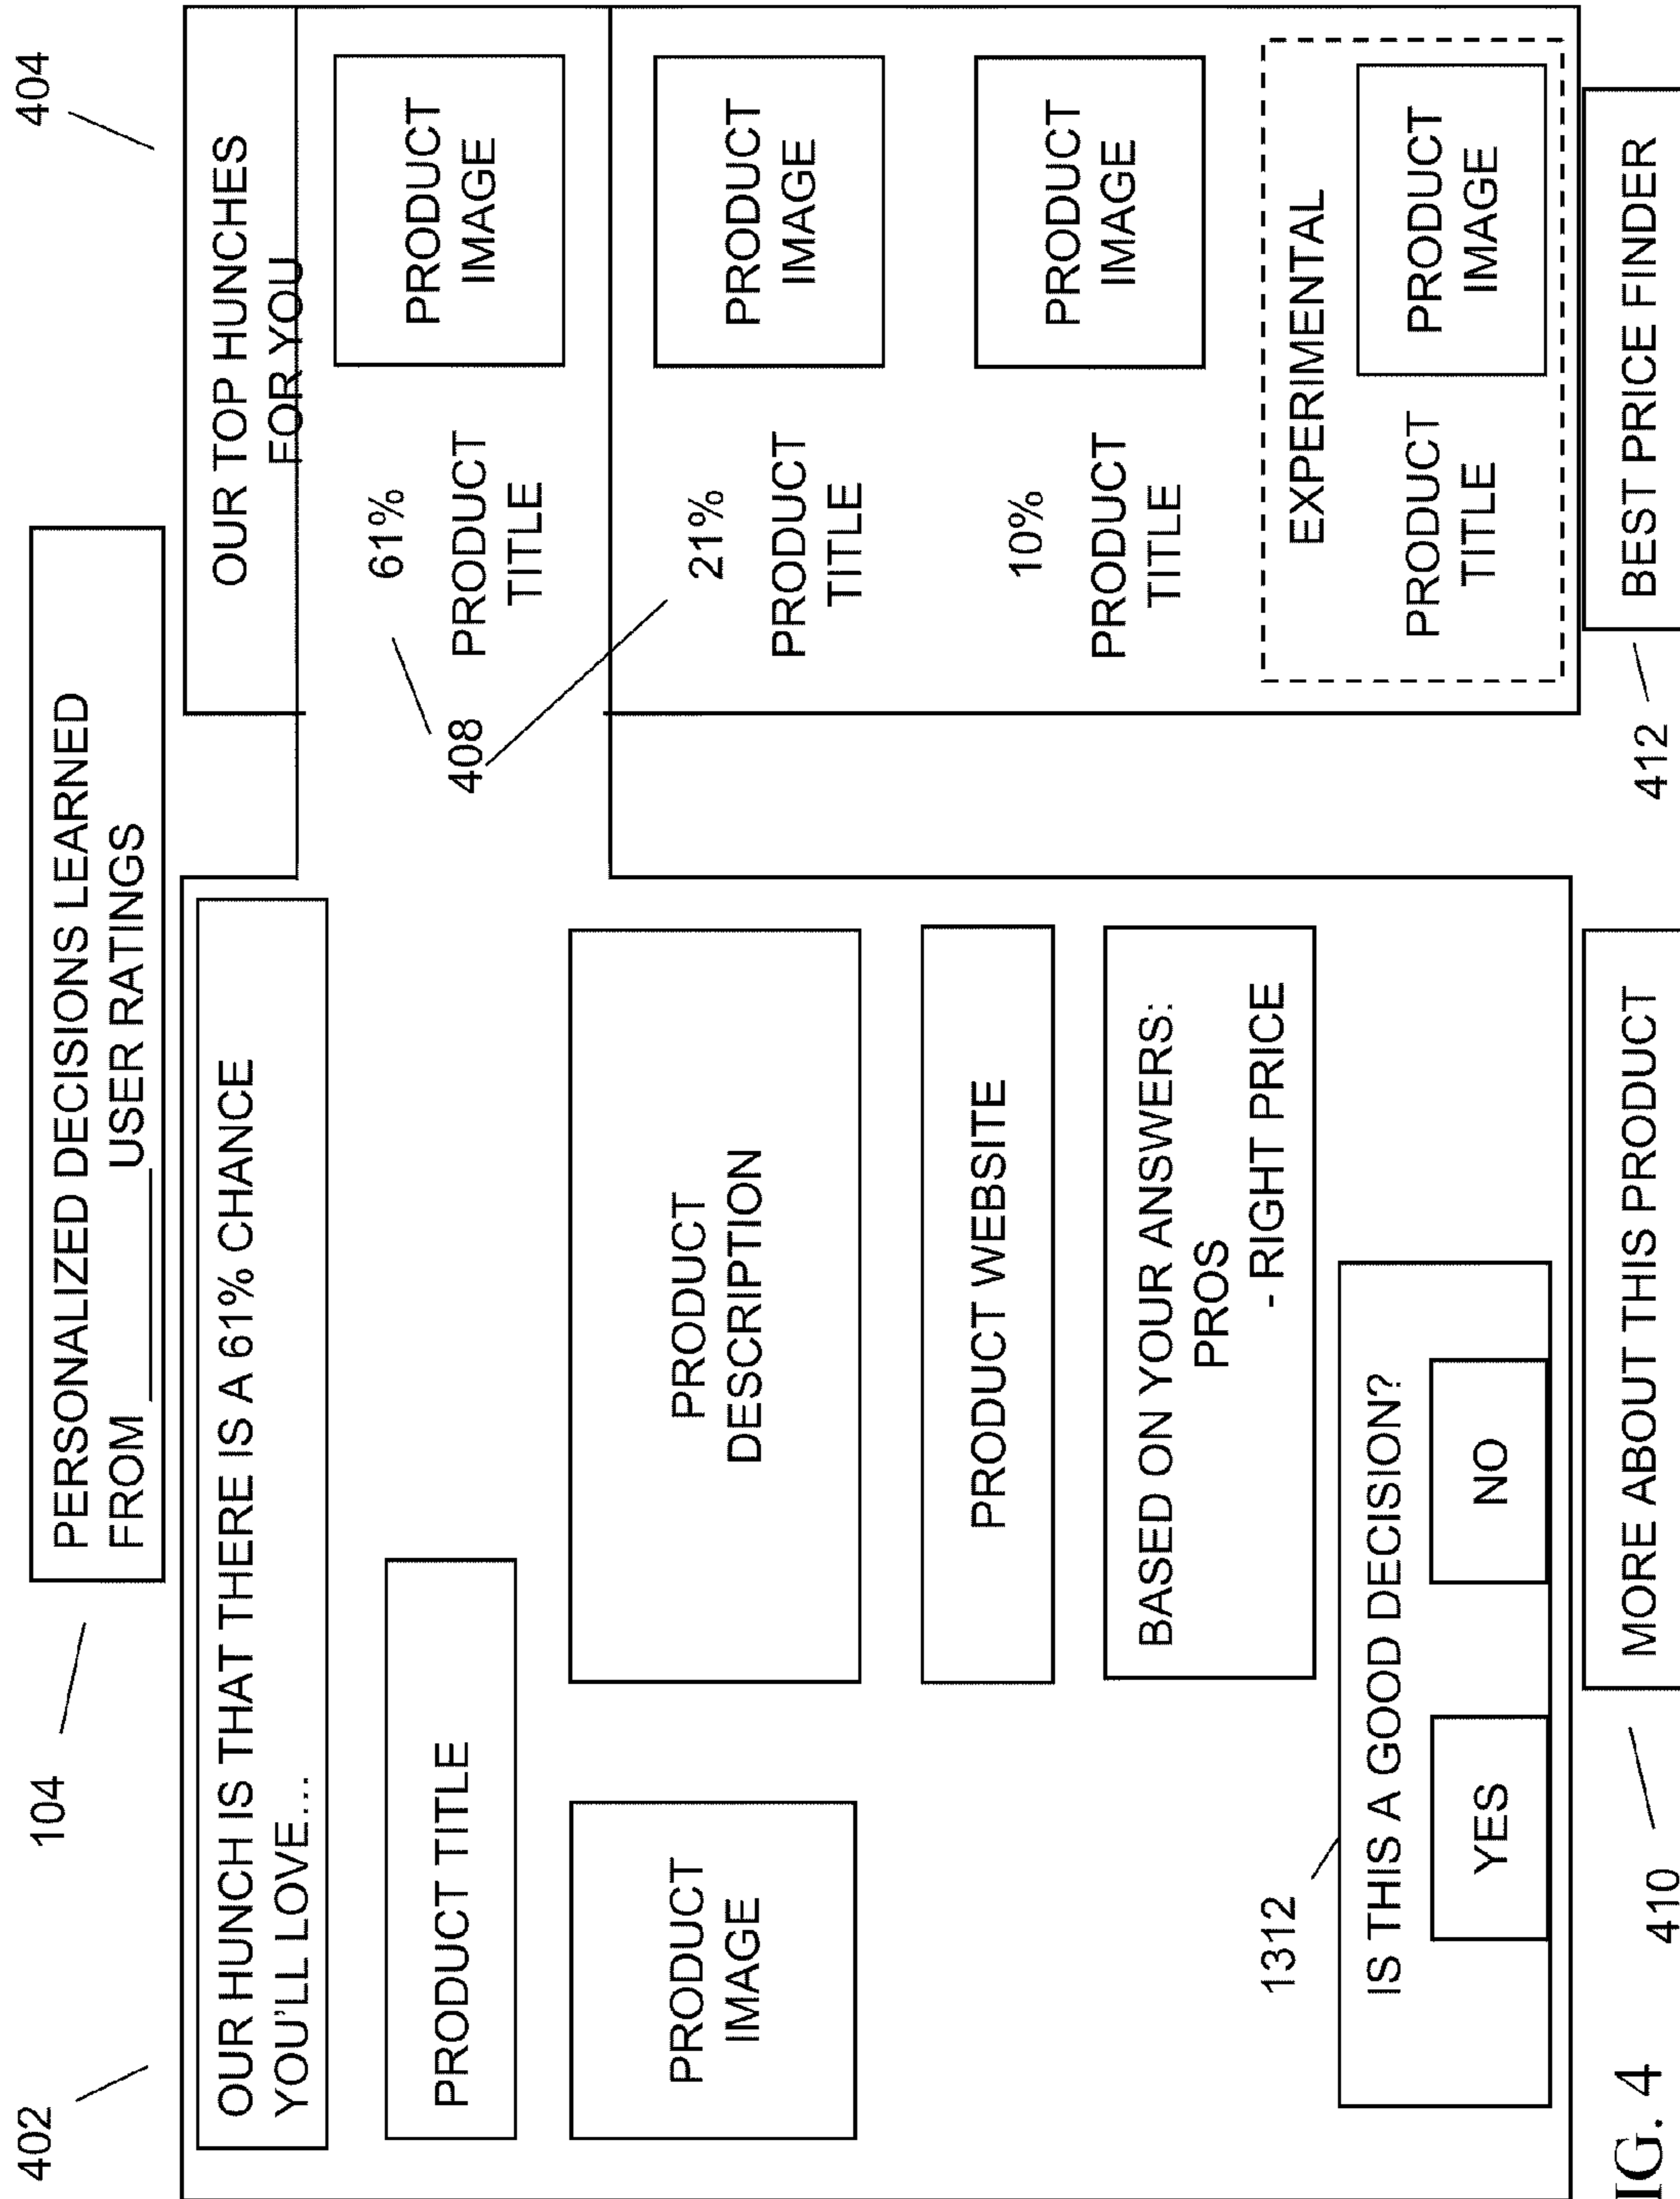 402
104
404
PERSONALIZED DECISIONS LEARNED
FROM ________ USER RATINGS
OUR HUNCH IS THAT THERE IS A 61% CHANCE
YOU'LL LOVE...
PRODUCT TITLE
PRODUCT
IMAGE
PRODUCT
DESCRIPTION
PRODUCT WEBSITE
BASED ON YOUR ANSWERS:
PROS
- RIGHT PRICE
1312
IS THIS A GOOD DECISION?
YES
NO
OUR TOP HUNCHES
FOR YOU
408
61%
PRODUCT
TITLE
PRODUCT
IMAGE
21%
PRODUCT
TITLE
PRODUCT
IMAGE
10%
PRODUCT
TITLE
PRODUCT
IMAGE
EXPERIMENTAL
PRODUCT
TITLE
PRODUCT
IMAGE
410
MORE ABOUT THIS PRODUCT
412
BEST PRICE FINDER
IG. 4